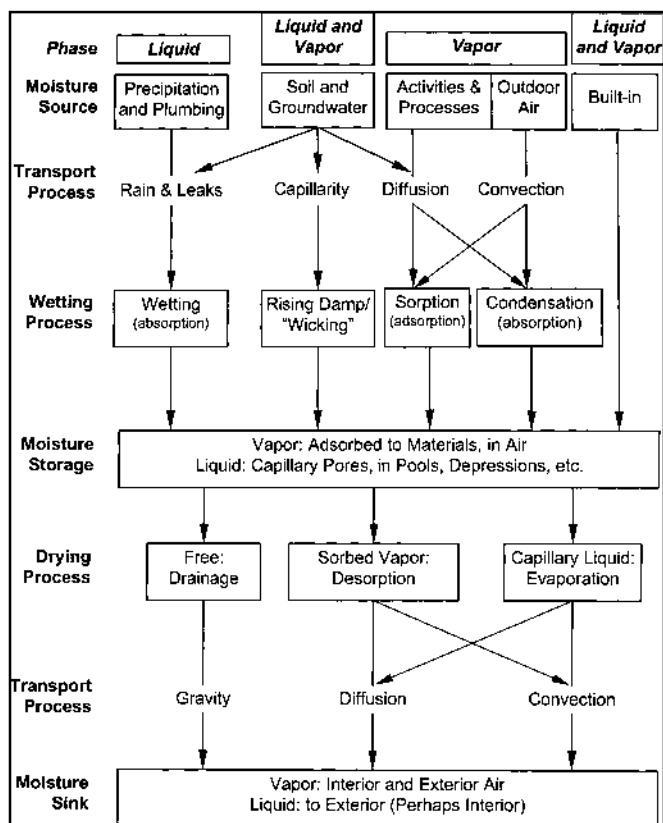 Phase
Liquid
Liquid and
Vapor
Vapor
Liquid
and Vapor
Moisture
Source
Precipitation
and Plumbing
Soil and
Groundwater
Activities &
Processes
Outdoor
Air
Built-in
Transport
Process
Rain & Leaks
Capillarity
Diffusion
Convection
Wetting
Process
Wetting
(absorption)
Rising Damp/
"Wicking"
Sorption
(adsorption)
Condensation
(absorption)
Moisture
Storage
Vapor: Adsorbed to Materials, in Air
Liquid: Capillary Pores, in Pools, Depressions, etc.
Drying
Process
Free:
Drainage
Sorbed Vapor:
Desorption
Capillary Liquid:
Evaporation
Transport
Process
Gravity
Diffusion
Convection
Moisture
Sink
Vapor: Interior and Exterior Air
Liquid: to Exterior (Perhaps Interior)